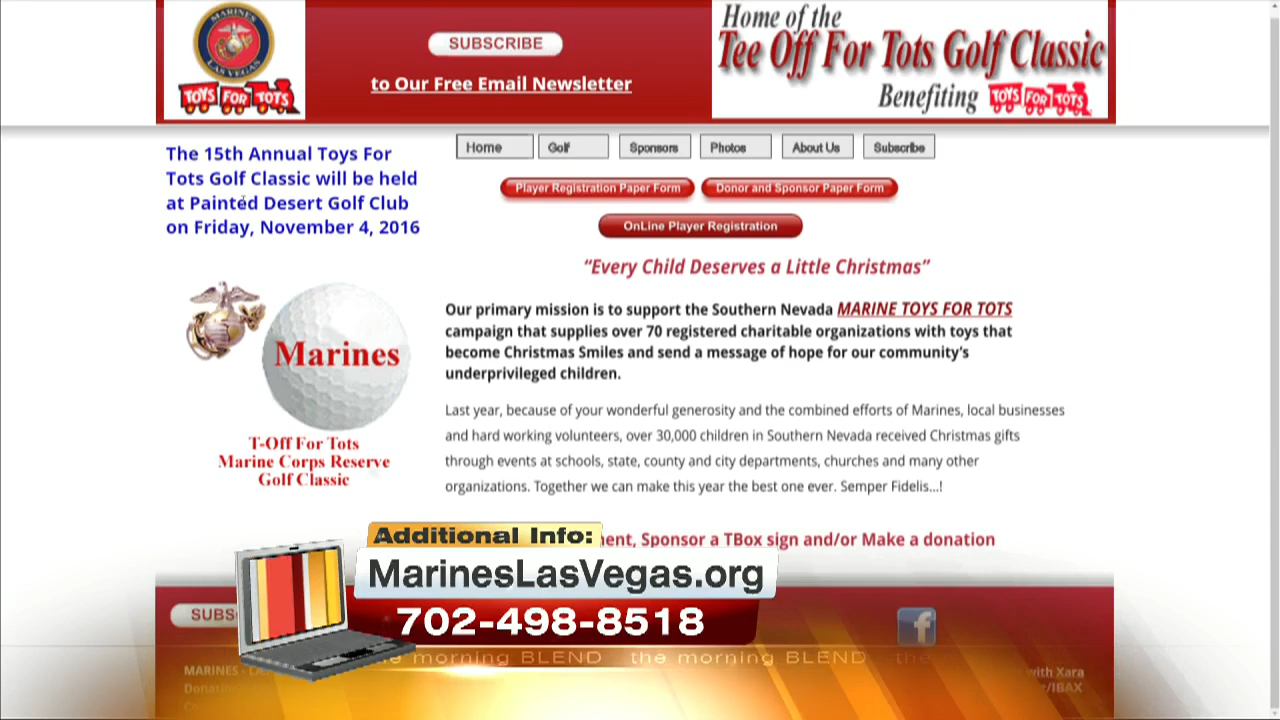 MARINES
LAS VEGAS
TOYS FOR TOTS
SUBSCRIBE
to Our Free Email Newsletter
Home of the
Tee Off For Tots Golf Classic
Benefiting TOYS FOR TOTS
The 15th Annual Toys For
Tots Golf Classic will be held
at Painted Desert Golf Club
on Friday, November 4, 2016
Home Golf Sponsors Photos About Us Subscribe
Player Registration Paper Form Donor and Sponsor Paper Form
OnLine Player Registration
“Every Child Deserves a Little Christmas”
Our primary mission is to support the Southern Nevada MARINE TOYS FOR TOTS
campaign that supplies over 70 registered charitable organizations with toys that
become Christmas Smiles and send a message of hope for our community’s
underprivileged children.
Marines
T-Off For Tots
Marine Corps Reserve
Golf Classic
Last year, because of your wonderful generosity and the combined efforts of Marines, local businesses
and hard working volunteers, over 30,000 children in Southern Nevada received Christmas gifts
through events at schools, state, county and city departments, churches and many other
organizations. Together we can make this year the best one ever. Semper Fidelis...!
Additional Info:
ent, Sponsor a TBox sign and/or Make a donation
MarinesLasVegas.org
SUBS
702-498-8518
f
the morning BLEND the morning BLEND the
MARINES
with Xara
/IBAX